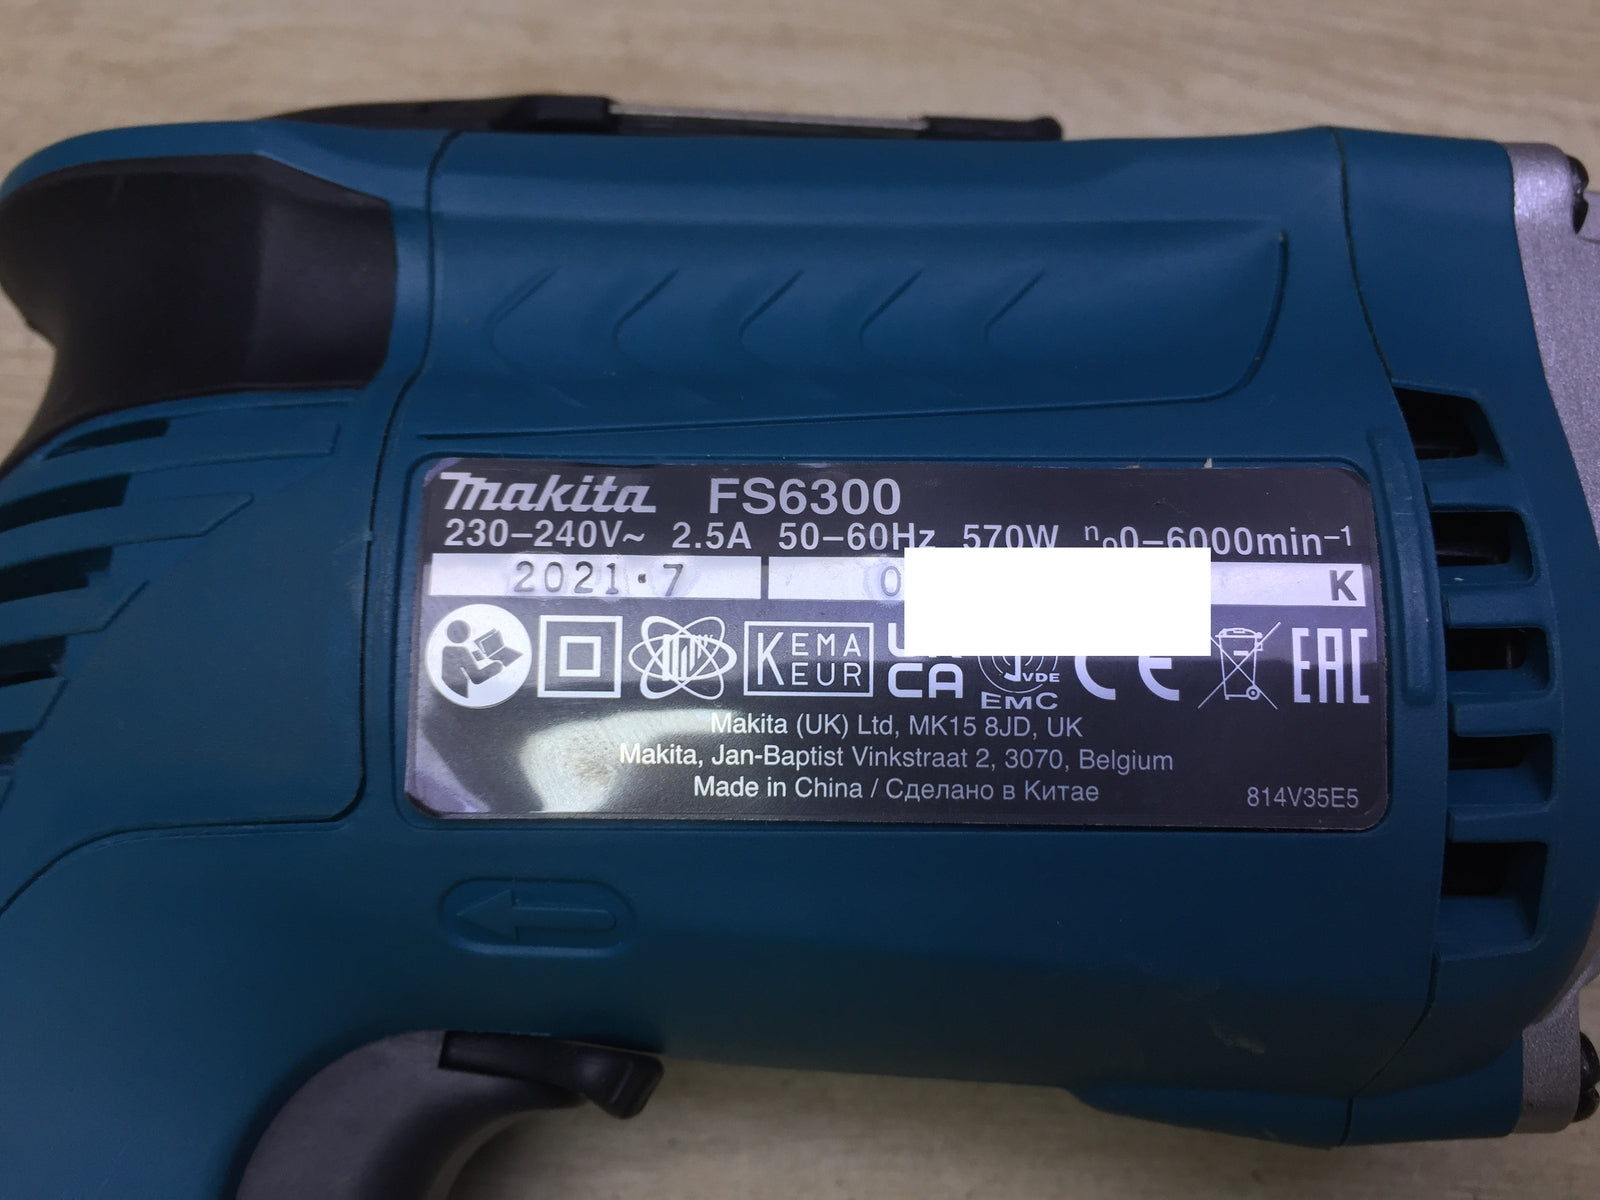 makita FS6300
230–240V~ 2.5A 50–60Hz 570W n₀0–6000min⁻¹
2021・7 0 K
KEMA
KEUR
CA
VDE
EMC
CE
EAC
Makita (UK) Ltd, MK15 8JD, UK
Makita, Jan-Baptist Vinkstraat 2, 3070, Belgium
Made in China / Сделано в Китае
814V35E5